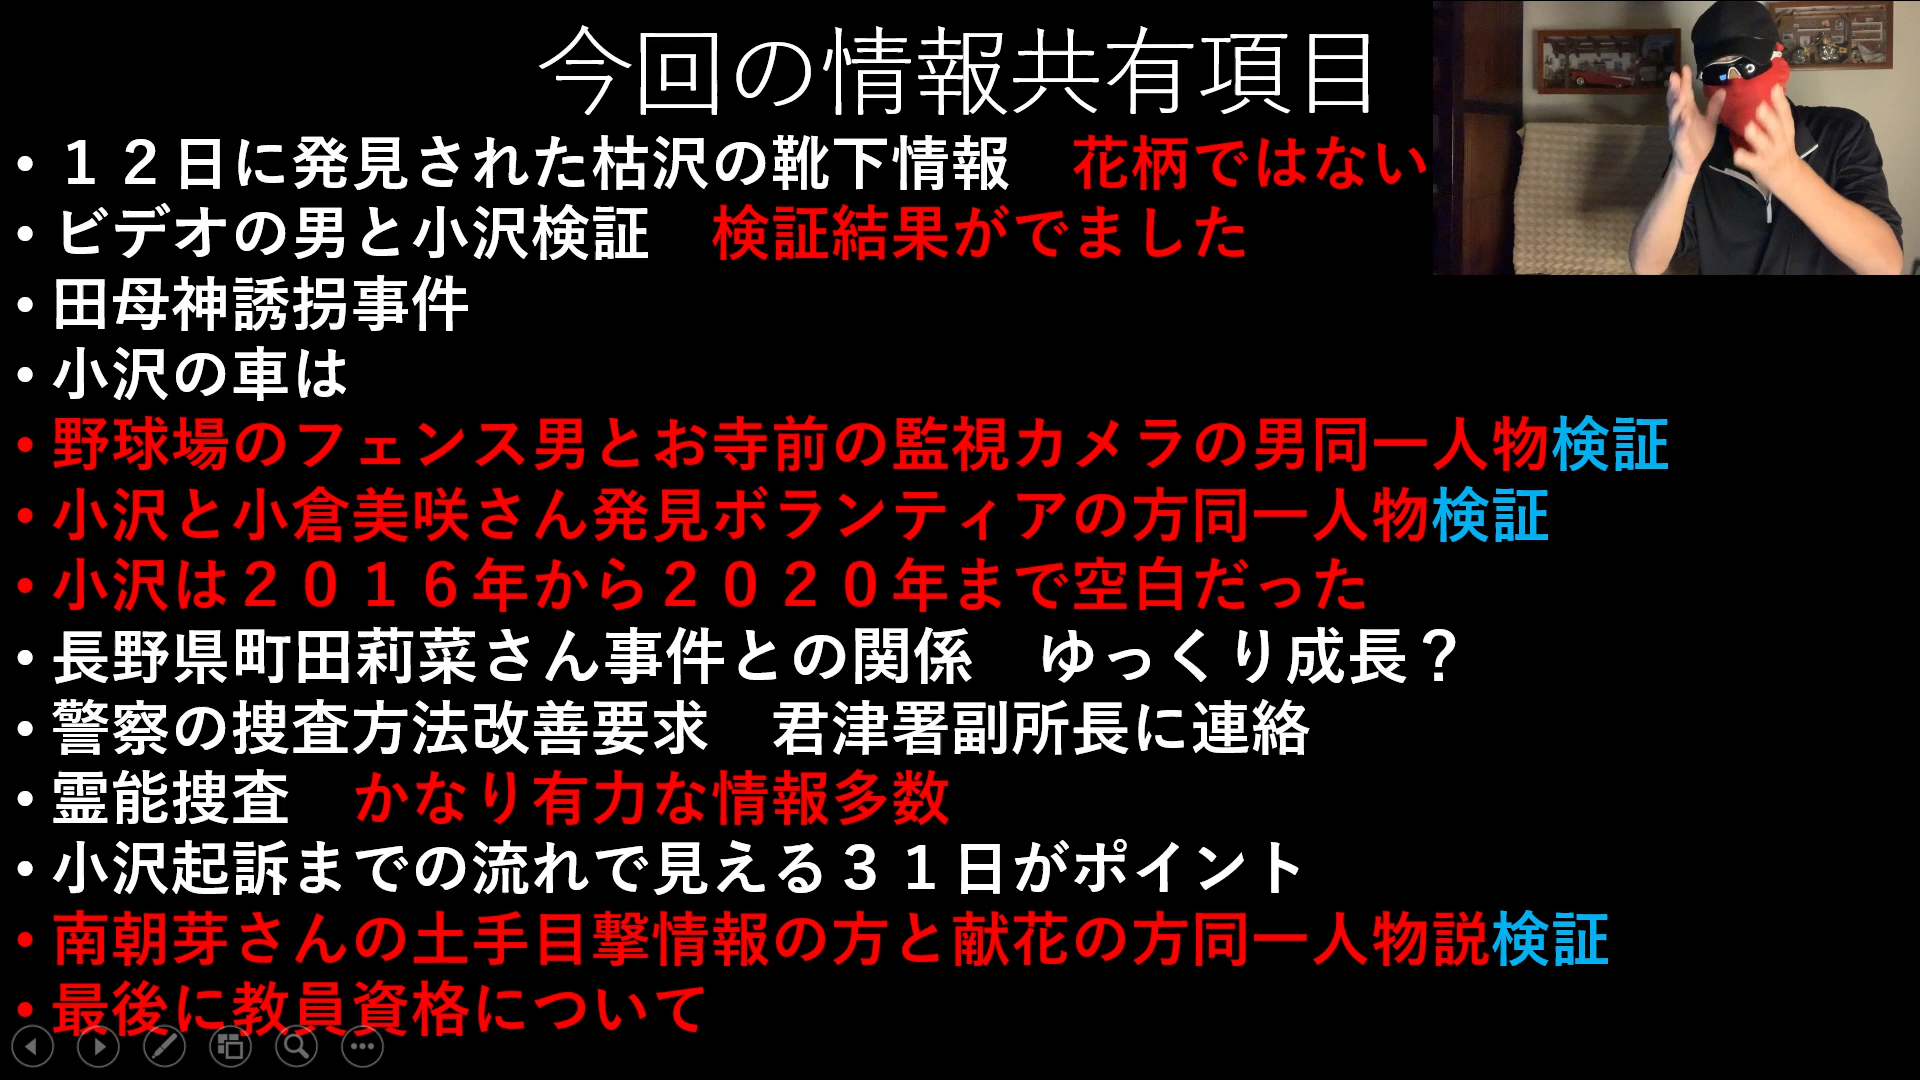 今回の情報共有項目
・１２日に発見された枯沢の靴下情報　花柄ではない
・ビデオの男と小沢検証　検証結果がでました
・田母神誘拐事件
・小沢の車は
・野球場のフェンス男とお寺前の監視カメラの男同一人物検証
・小沢と小倉美咲さん発見ボランティアの方同一人物検証
・小沢は２０１６年から２０２０年まで空白だった
・長野県町田莉菜さん事件との関係　ゆっくり成長？
・警察の捜査方法改善要求　君津署副所長に連絡
・霊能捜査　かなり有力な情報多数
・小沢起訴までの流れで見える３１日がポイント
・南朝芽さんの土手目撃情報の方と献花の方同一人物説検証
・最後に教員資格について